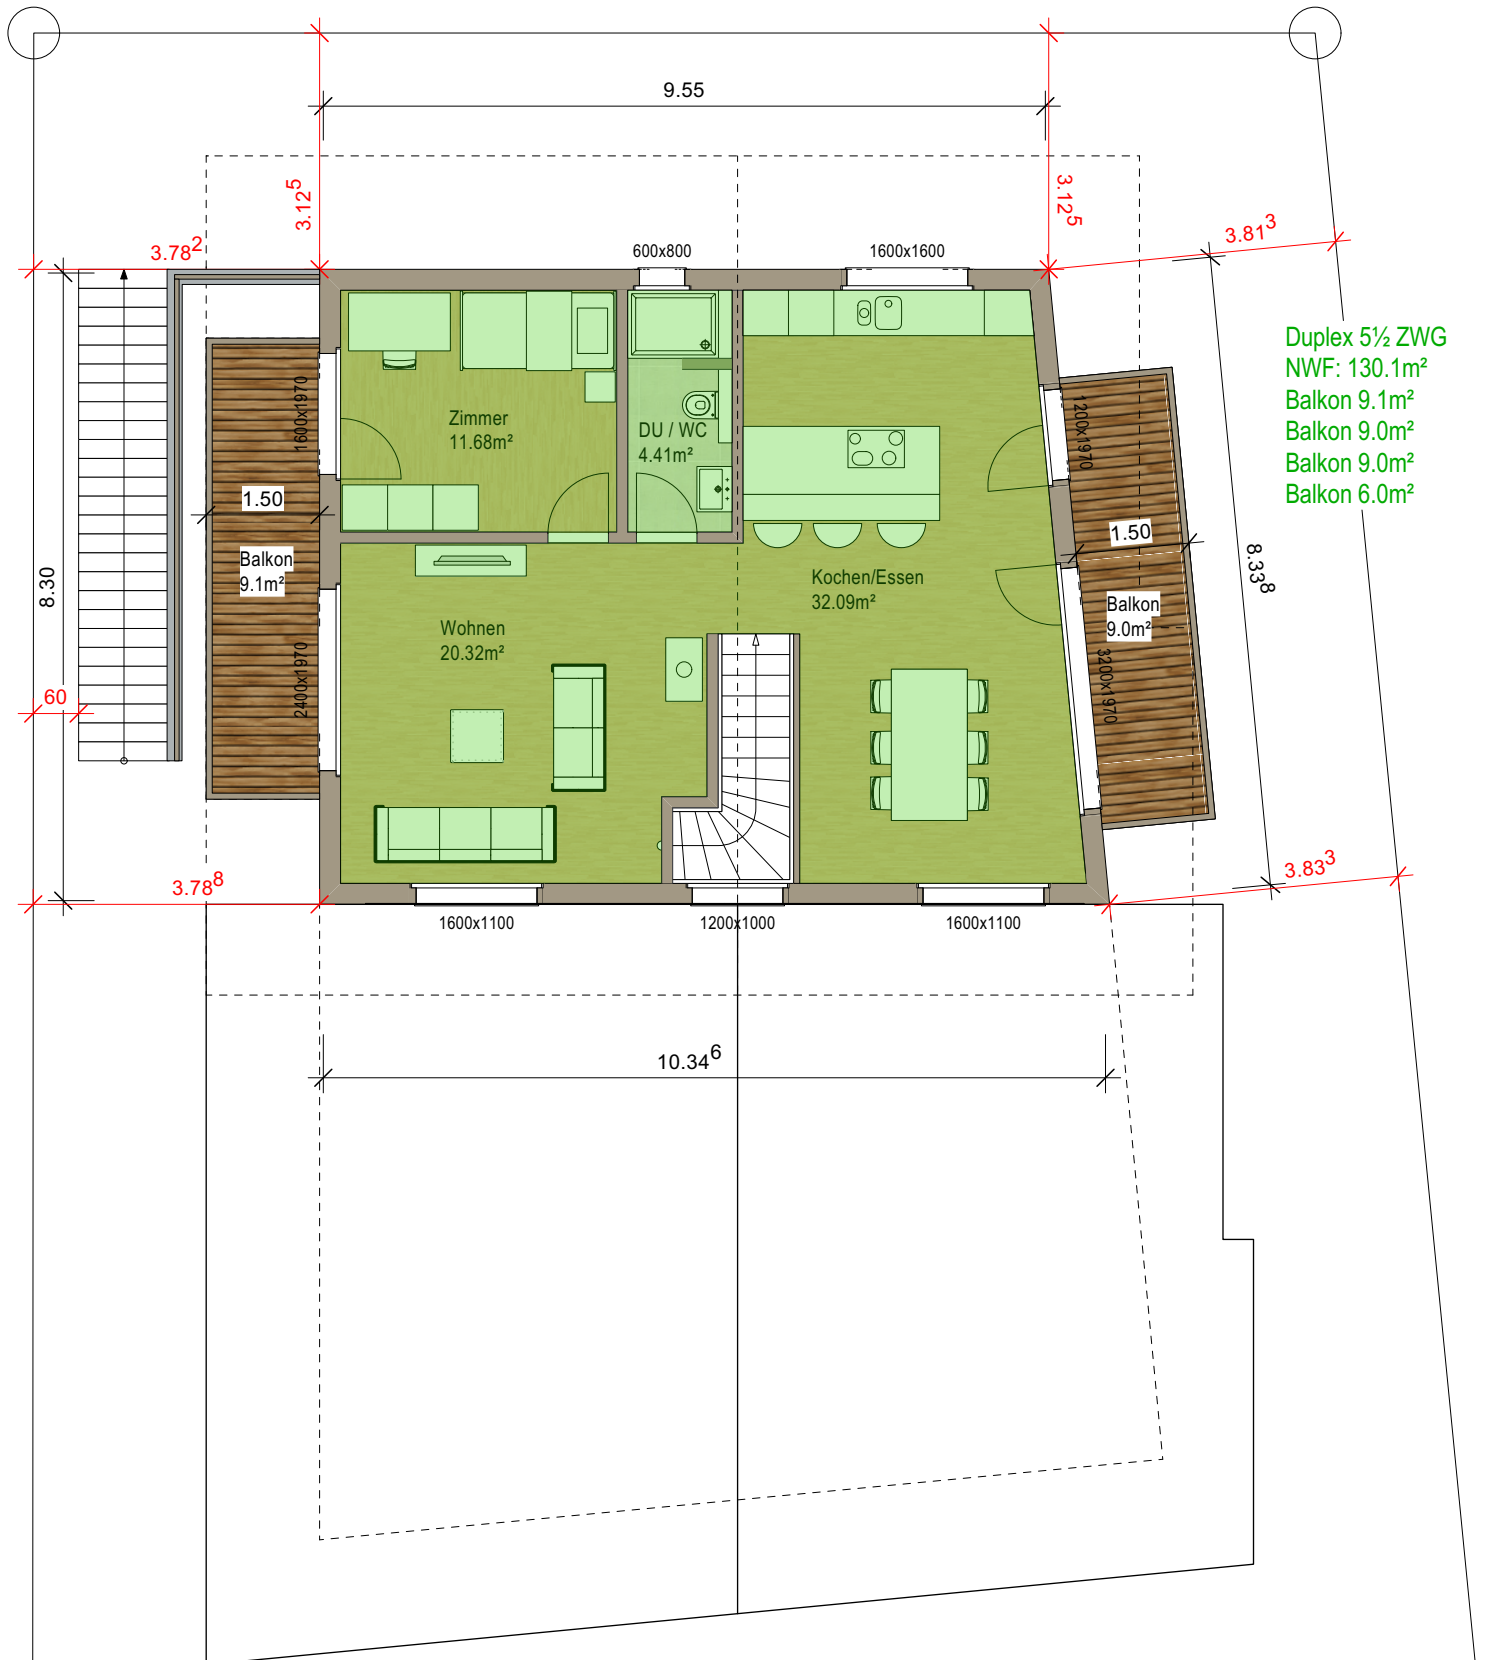 9.55
3.12⁵
3.12⁵
3.78²
3.81³
600x800
1600x1600
Duplex 5½ ZWG
NWF: 130.1m²
Balkon 9.1m²
Balkon 9.0m²
Balkon 9.0m²
Balkon 6.0m²
1600x1970
Zimmer
11.68m²
DU / WC
4.41m²
1200x1970
1.50
1.50
Balkon
9.1m²
8.30
Kochen/Essen
32.09m²
8.33⁸
Balkon
9.0m²
Wohnen
20.32m²
2400x1970
3200x1970
60
3.78⁸
3.83³
1600x1100
1200x1000
1600x1100
10.34⁶